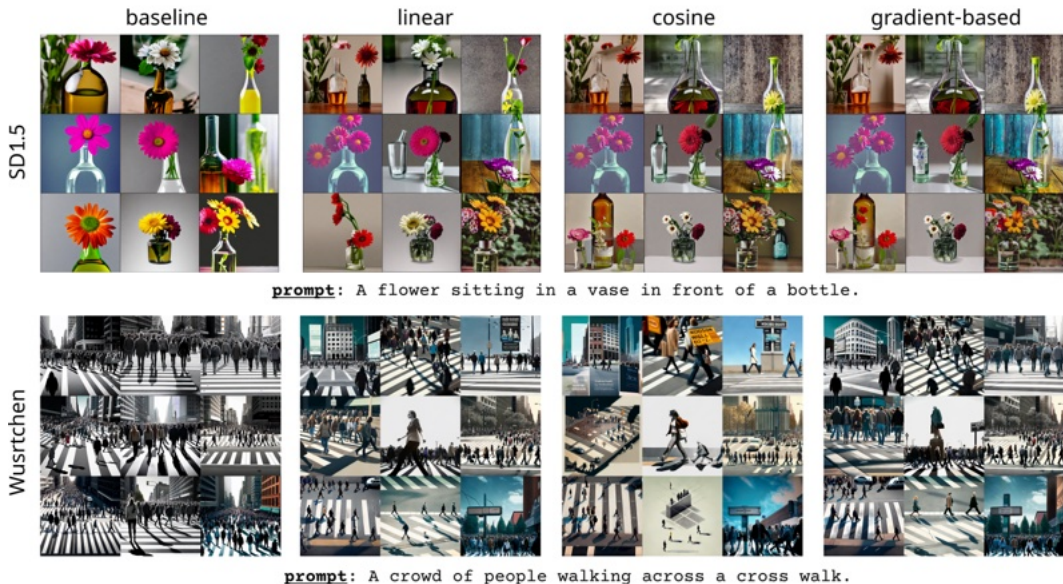 baseline linear cosine gradient-based
SD1.5
prompt: A flower sitting in a vase in front of a bottle.
Wusrtchen
prompt: A crowd of people walking across a cross walk.